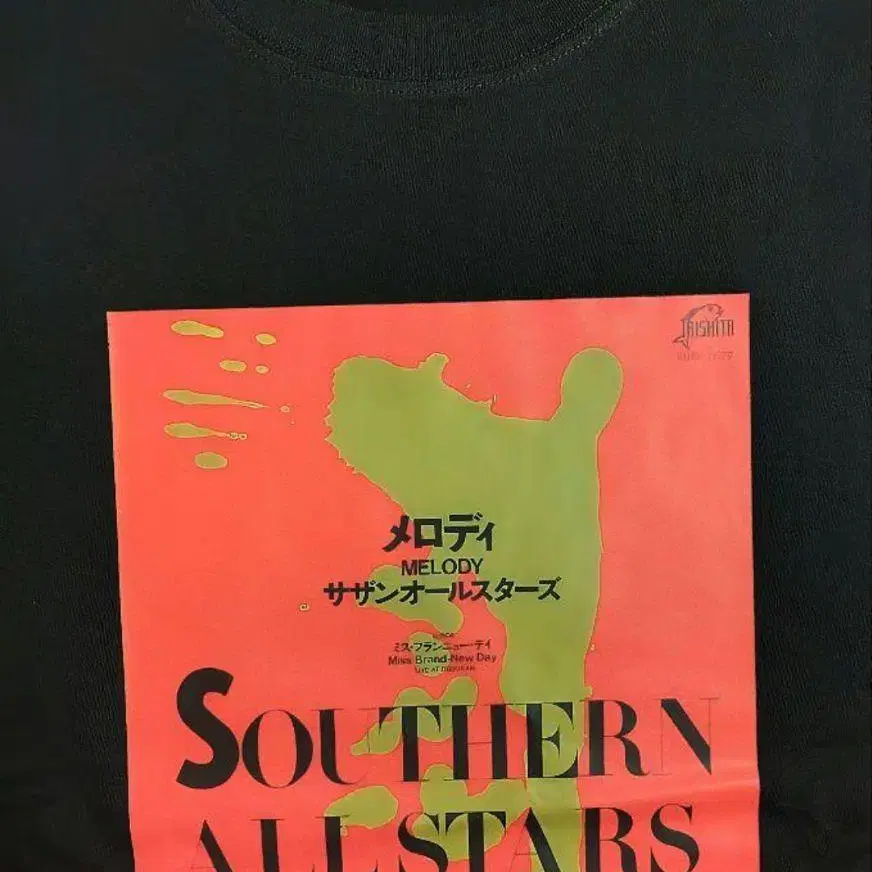 TAISHITA
メロディ
MELODY
サザンオールスターズ
ミス・ブランニュー・デイ
Miss Brand-New Day
SOUTHERN
ALL STARS